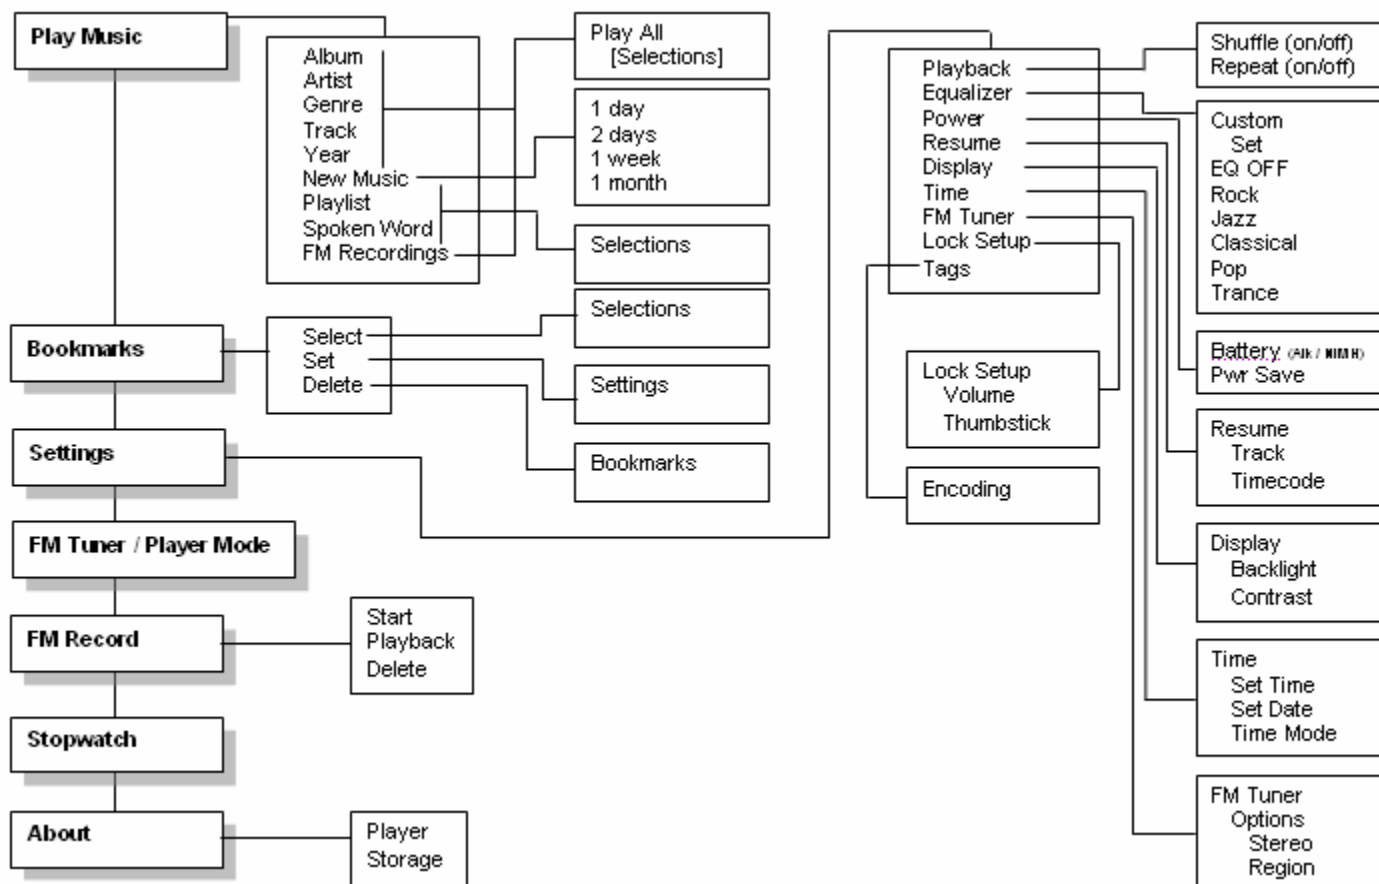 Play Music
Album
Artist
Genre
Track
Year
New Music
Playlist
Spoken Word
FM Recordings
Play All
[Selections]
1 day
2 days
1 week
1 month
Selections
Bookmarks
Select
Set
Delete
Selections
Settings
Bookmarks
Settings
Playback
Equalizer
Power
Resume
Display
Time
FM Tuner
Lock Setup
Tags
Shuffle (on/off)
Repeat (on/off)
Custom
Set
EQ OFF
Rock
Jazz
Classical
Pop
Trance
Battery (Alk / NiMH)
Pwr Save
Resume
Track
Timecode
Display
Backlight
Contrast
Time
Set Time
Set Date
Time Mode
FM Tuner
Options
Stereo
Region
Lock Setup
Volume
Thumbstick
Encoding
FM Tuner / Player Mode
FM Record
Start
Playback
Delete
Stopwatch
About
Player
Storage